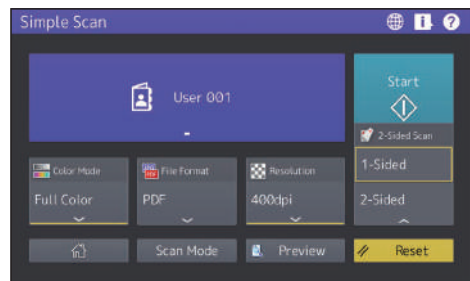 Simple Scan
User 001
-
Start
2-Sided Scan
1-Sided
2-Sided
Color Mode
Full Color
File Format
PDF
Resolution
400dpi
Scan Mode
Preview
Reset